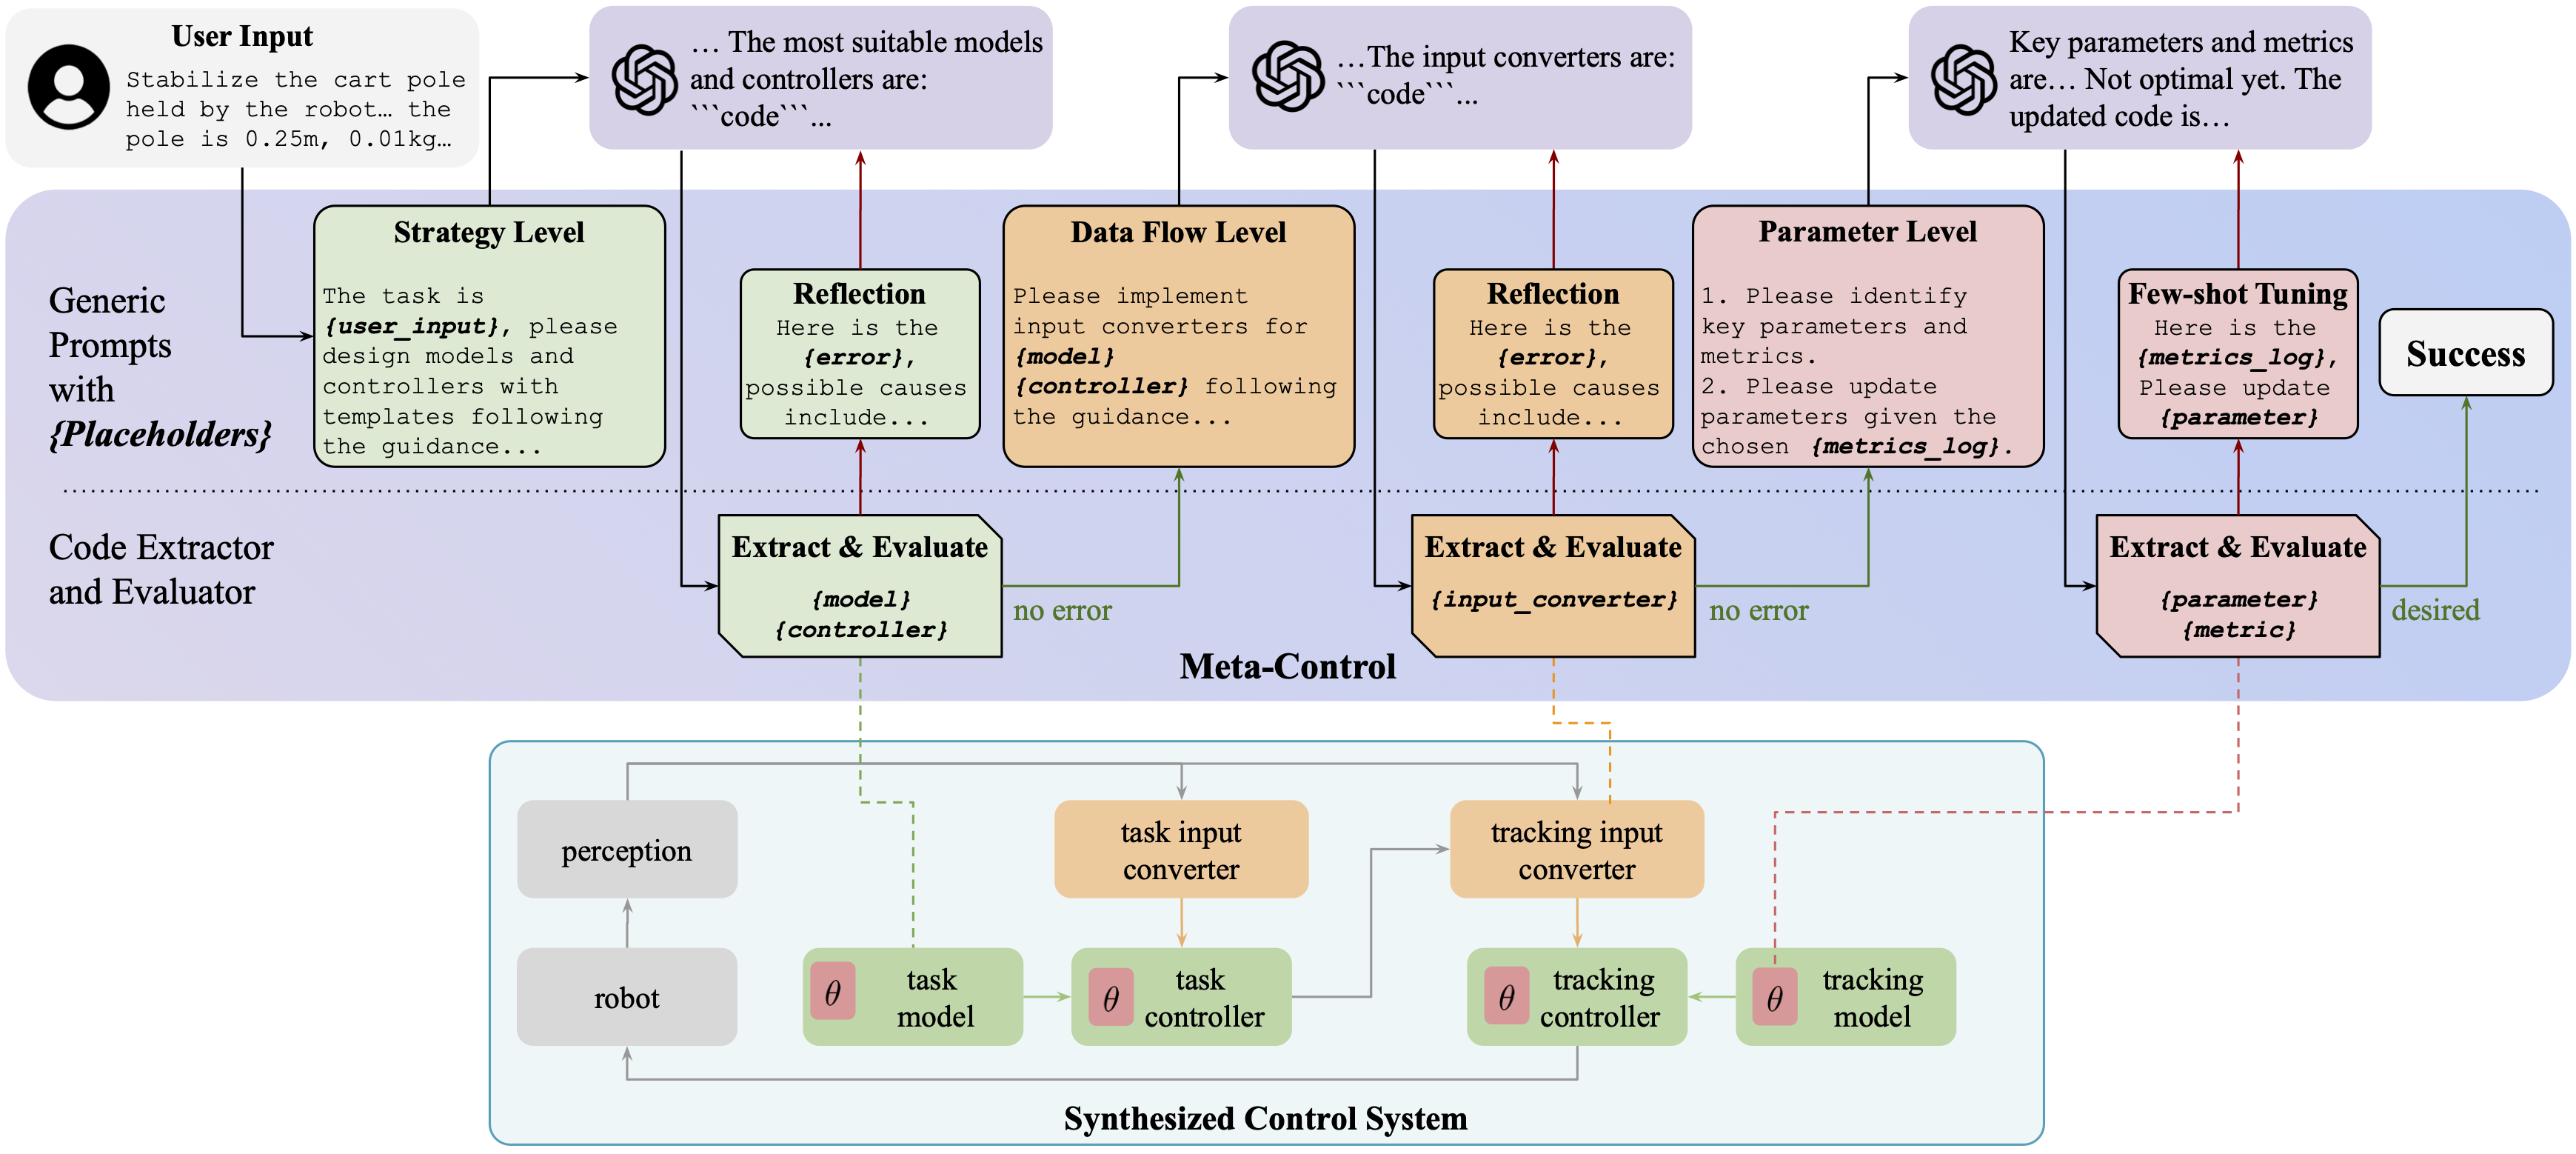 User Input
Stabilize the cart pole
held by the robot… the
pole is 0.25m, 0.01kg…
… The most suitable models
and controllers are:
```code```...
…The input converters are:
```code```...
Key parameters and metrics
are… Not optimal yet. The
updated code is…
Generic
Prompts
with
{Placeholders}
Strategy Level
The task is
{user_input}, please
design models and
controllers with
templates following
the guidance...
Reflection
Here is the
{error},
possible causes
include...
Data Flow Level
Please implement
input converters for
{model}
{controller} following
the guidance...
Reflection
Here is the
{error},
possible causes
include...
Parameter Level
1. Please identify
key parameters and
metrics.
2. Please update
parameters given the
chosen {metrics_log}.
Few-shot Tuning
Here is the
{metrics_log},
Please update
{parameter}
Success
Code Extractor
and Evaluator
Extract & Evaluate
{model}
{controller}
no error
Extract & Evaluate
{input_converter}
no error
Extract & Evaluate
{parameter}
{metric}
desired
Meta-Control
perception
task input
converter
tracking input
converter
robot
θ
task
model
θ
task
controller
θ
tracking
controller
θ
tracking
model
Synthesized Control System